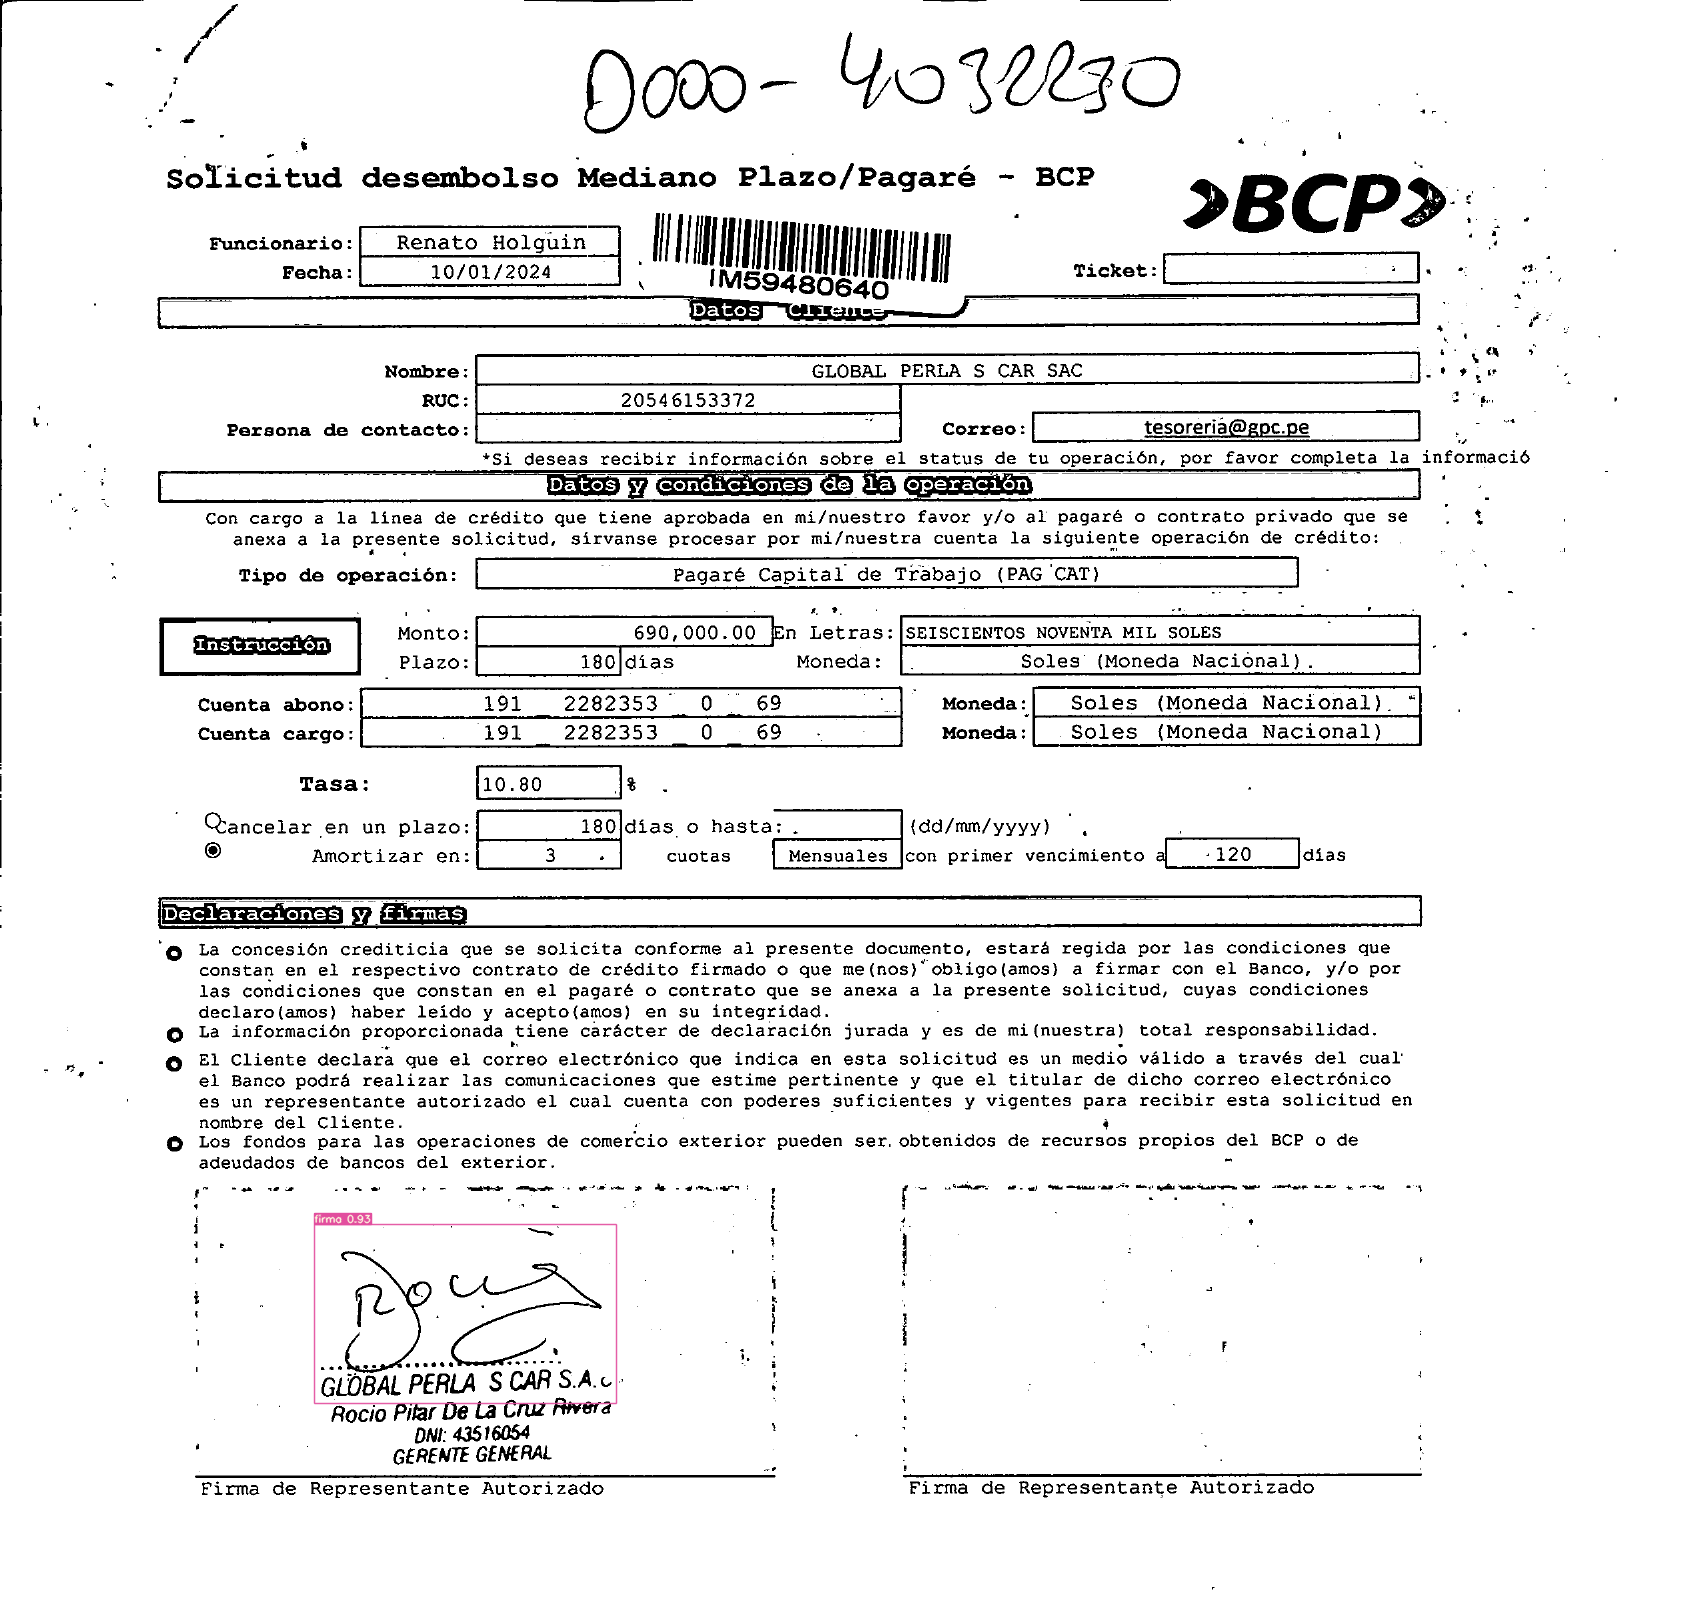 D000-4032230
Solicitud desembolso Mediano Plazo/Pagaré - BCP
BCP
Funcionario: Renato Holguin
Fecha: 10/01/2024
IM59480640
Ticket:
Datos Cliente
Nombre: GLOBAL PERLA S CAR SAC
RUC: 20546153372
Persona de contacto: Correo: tesoreria@gpc.pe
*Si deseas recibir información sobre el status de tu operación, por favor completa la informació
Datos y condiciones de la operación
Con cargo a la línea de crédito que tiene aprobada en mi/nuestro favor y/o al pagaré o contrato privado que se
anexa a la presente solicitud, sírvanse procesar por mi/nuestra cuenta la siguiente operación de crédito:
Tipo de operación: Pagaré Capital de Trabajo (PAG CAT)
Instrucción
Monto: 690,000.00 En Letras: SEISCIENTOS NOVENTA MIL SOLES
Plazo: 180 días Moneda: Soles (Moneda Nacional)
Cuenta abono: 191 2282353 0 69 Moneda: Soles (Moneda Nacional)
Cuenta cargo: 191 2282353 0 69 Moneda: Soles (Moneda Nacional)
Tasa: 10.80 %
Cancelar en un plazo: 180 días o hasta: (dd/mm/yyyy)
Amortizar en: 3 cuotas Mensuales con primer vencimiento a 120 días
Declaraciones y firmas
La concesión crediticia que se solicita conforme al presente documento, estará regida por las condiciones que
constan en el respectivo contrato de crédito firmado o que me(nos) obligo(amos) a firmar con el Banco, y/o por
las condiciones que constan en el pagaré o contrato que se anexa a la presente solicitud, cuyas condiciones
declaro(amos) haber leído y acepto(amos) en su integridad.
La información proporcionada tiene carácter de declaración jurada y es de mi(nuestra) total responsabilidad.
El Cliente declara que el correo electrónico que indica en esta solicitud es un medio válido a través del cual
el Banco podrá realizar las comunicaciones que estime pertinente y que el titular de dicho correo electrónico
es un representante autorizado el cual cuenta con poderes suficientes y vigentes para recibir esta solicitud en
nombre del Cliente.
Los fondos para las operaciones de comercio exterior pueden ser obtenidos de recursos propios del BCP o de
adeudados de bancos del exterior.
firma 0.93
GLOBAL PERLA S CAR S.A.C
Rocio Pilar De La Cruz Rivera
DNI: 43516054
GERENTE GENERAL
Firma de Representante Autorizado
Firma de Representante Autorizado